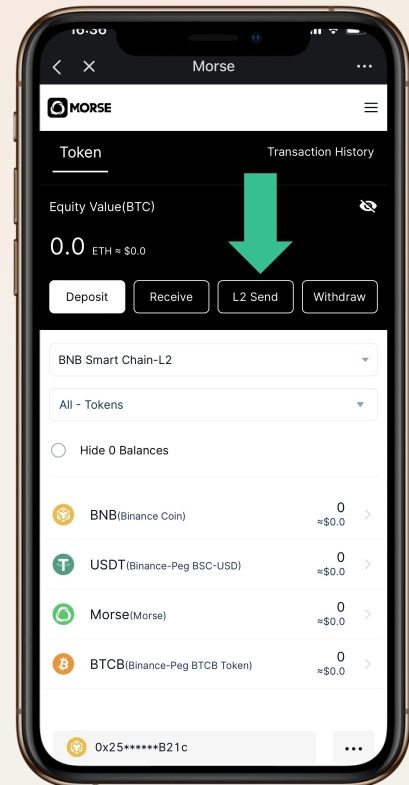 16:36
Morse
MORSE
Token
Transaction History
Equity Value(BTC)
0.0 ETH ≈ $0.0
Deposit
Receive
L2 Send
Withdraw
BNB Smart Chain-L2
All - Tokens
Hide 0 Balances
BNB(Binance Coin)
0
≈$0.0
USDT(Binance-Peg BSC-USD)
0
≈$0.0
Morse(Morse)
0
≈$0.0
BTCB(Binance-Peg BTCB Token)
0
≈$0.0
0x25******B21c